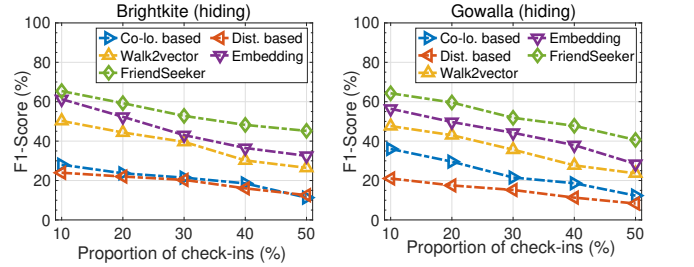 Brightkite (hiding)
F1-Score (%)
100
80
60
40
20
0
Co-lo. based
Dist. based
Walk2vector
Embedding
FriendSeeker
10 20 30 40 50
Proportion of check-ins (%)
Gowalla (hiding)
F1-Score (%)
100
80
60
40
20
0
Co-lo. based
Embedding
Dist. based
FriendSeeker
Walk2vector
10 20 30 40 50
Proportion of check-ins (%)